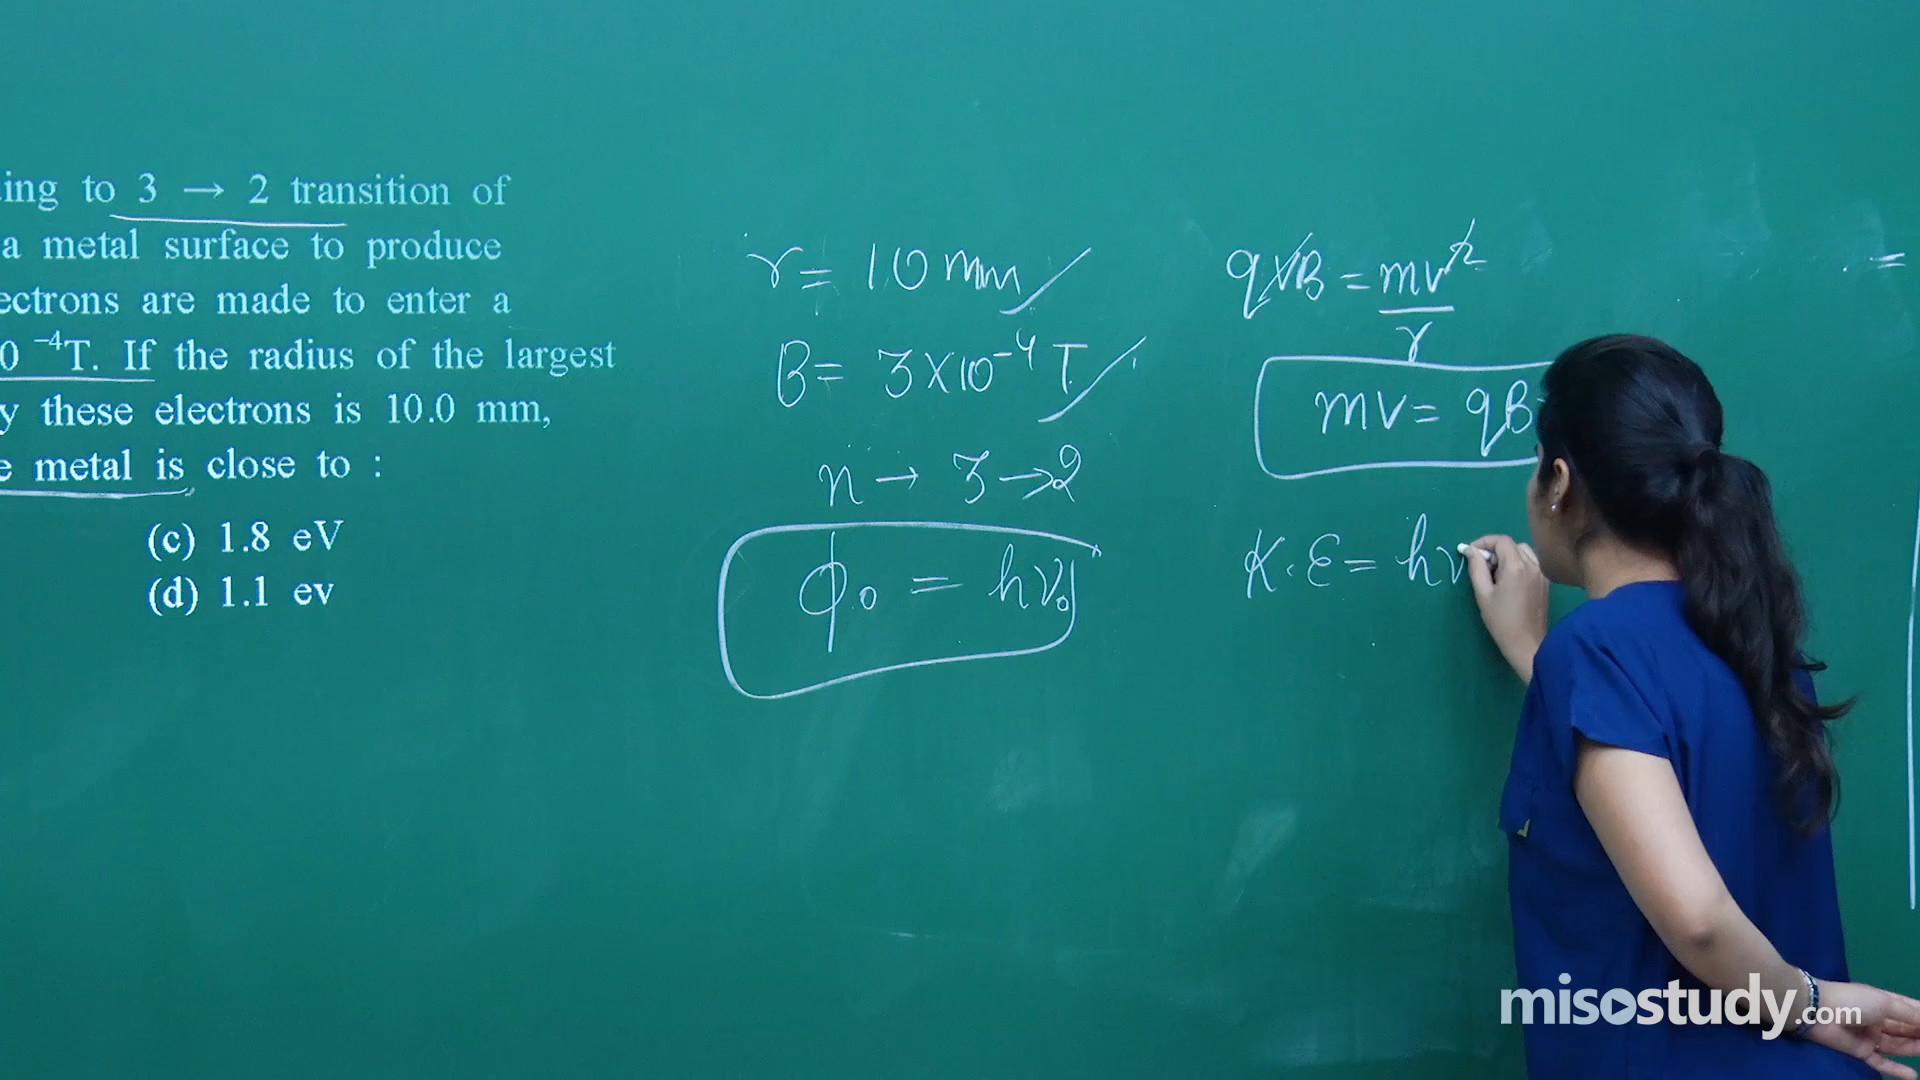 ing to 3 → 2 transition of
a metal surface to produce
ectrons are made to enter a
0 ⁻⁴T. If the radius of the largest
y these electrons is 10.0 mm,
e metal is close to :
(c) 1.8 eV
(d) 1.1 ev
r = 10 mm
B = 3×10⁻⁴ T
n → 3→2
ϕ₀ = hν₀
qVB = mv²/r
mv = qB
K.E = hν
=
misostudy.com